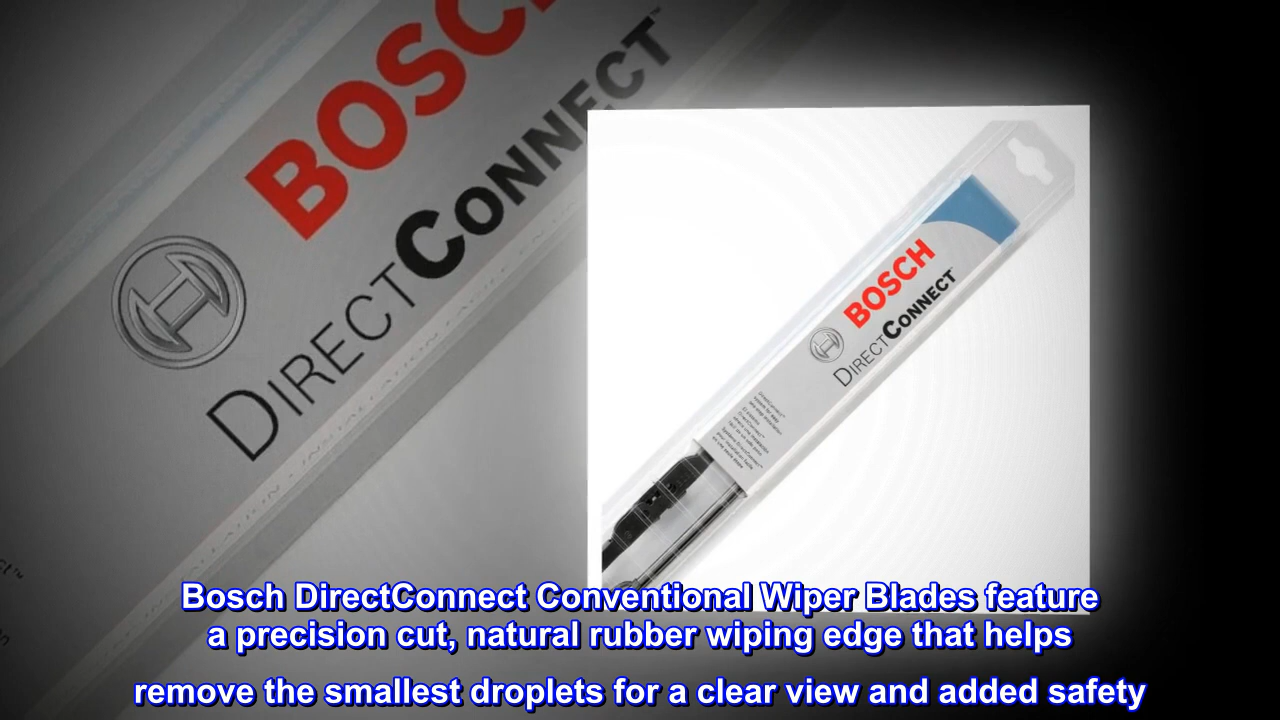 BOSCH
DIRECTCONNECT™
BOSCH
DIRECTCONNECT
Bosch DirectConnect Conventional Wiper Blades feature
a precision cut, natural rubber wiping edge that helps
remove the smallest droplets for a clear view and added safety